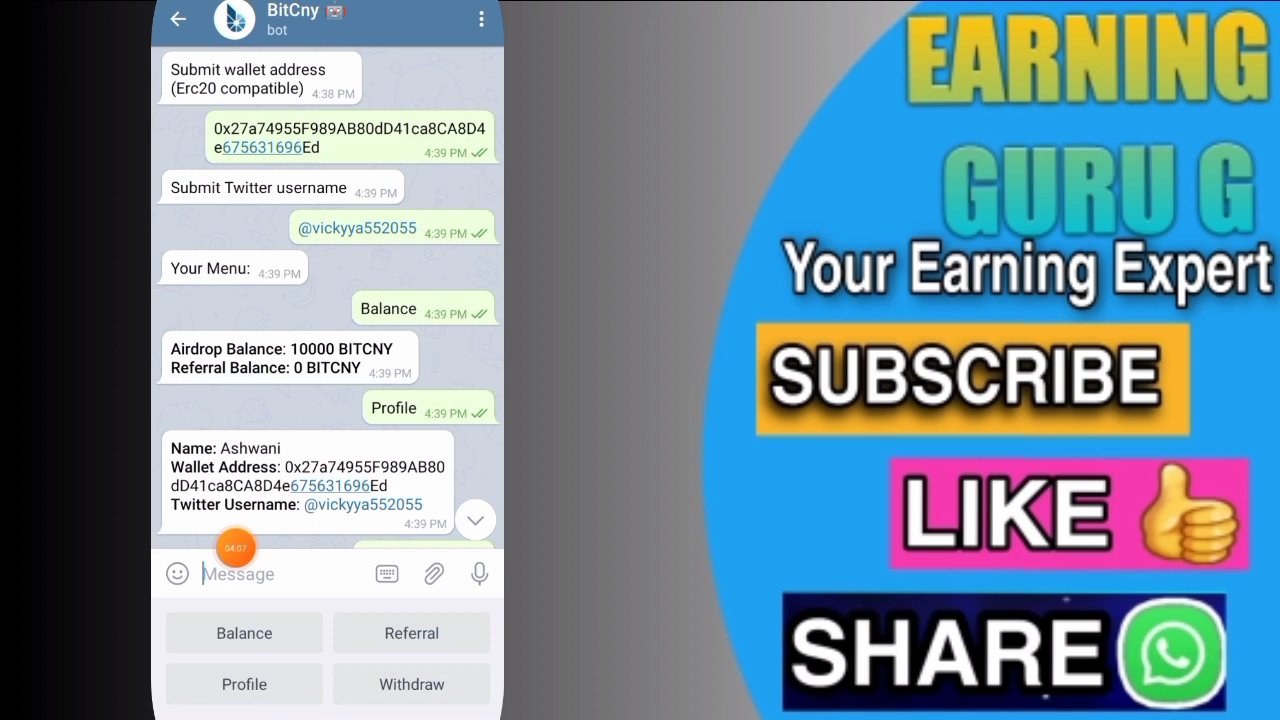 BitCny 🤖
bot
Submit wallet address
(Erc20 compatible) 4:38 PM
0x27a74955F989AB80dD41ca8CA8D4
e675631696Ed 4:39 PM
Submit Twitter username 4:39 PM
@vickyya552055 4:39 PM
Your Menu: 4:39 PM
Balance 4:39 PM
Airdrop Balance: 10000 BITCNY
Referral Balance: 0 BITCNY 4:39 PM
Profile 4:39 PM
Name: Ashwani
Wallet Address: 0x27a74955F989AB80
dD41ca8CA8D4e675631696Ed
Twitter Username: @vickyya552055
4:39 PM
04:07
Message
Balance Referral
Profile Withdraw
EARNING
GURU G
Your Earning Expert
SUBSCRIBE
LIKE 👍
SHARE